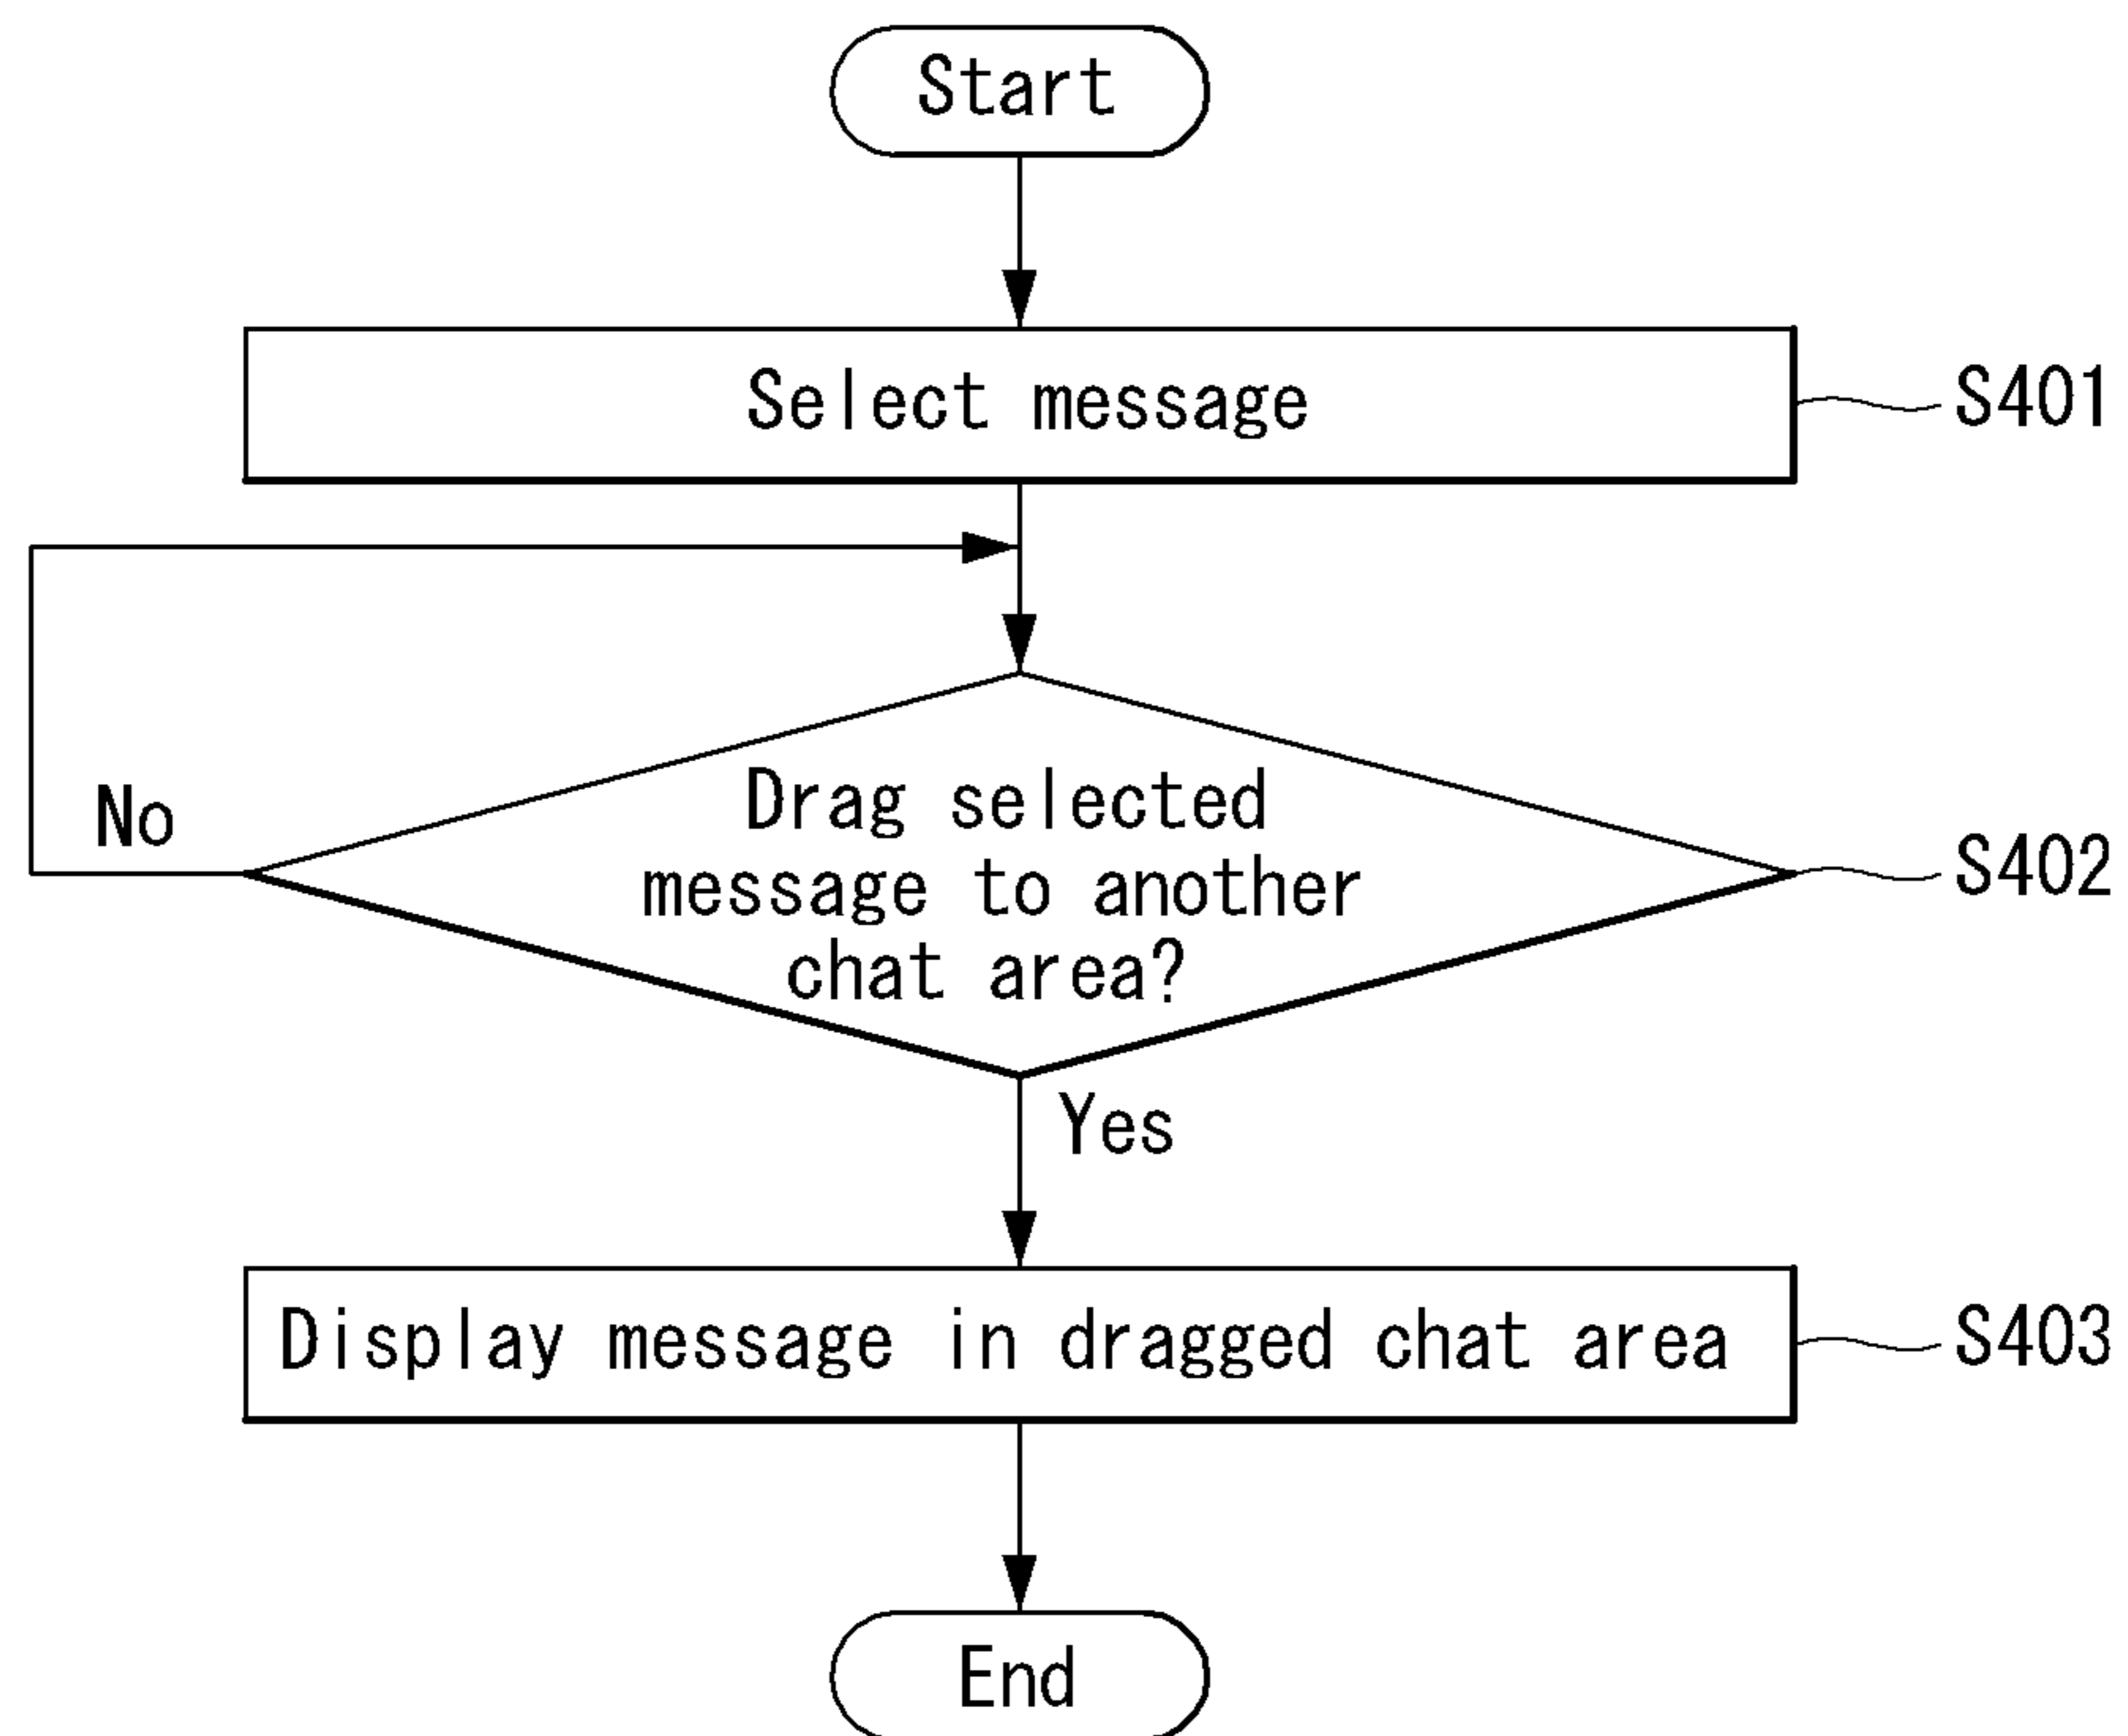 Start
Select message
S401
No
Drag selected
message to another
chat area?
S402
Yes
Display message in dragged chat area
S403
End